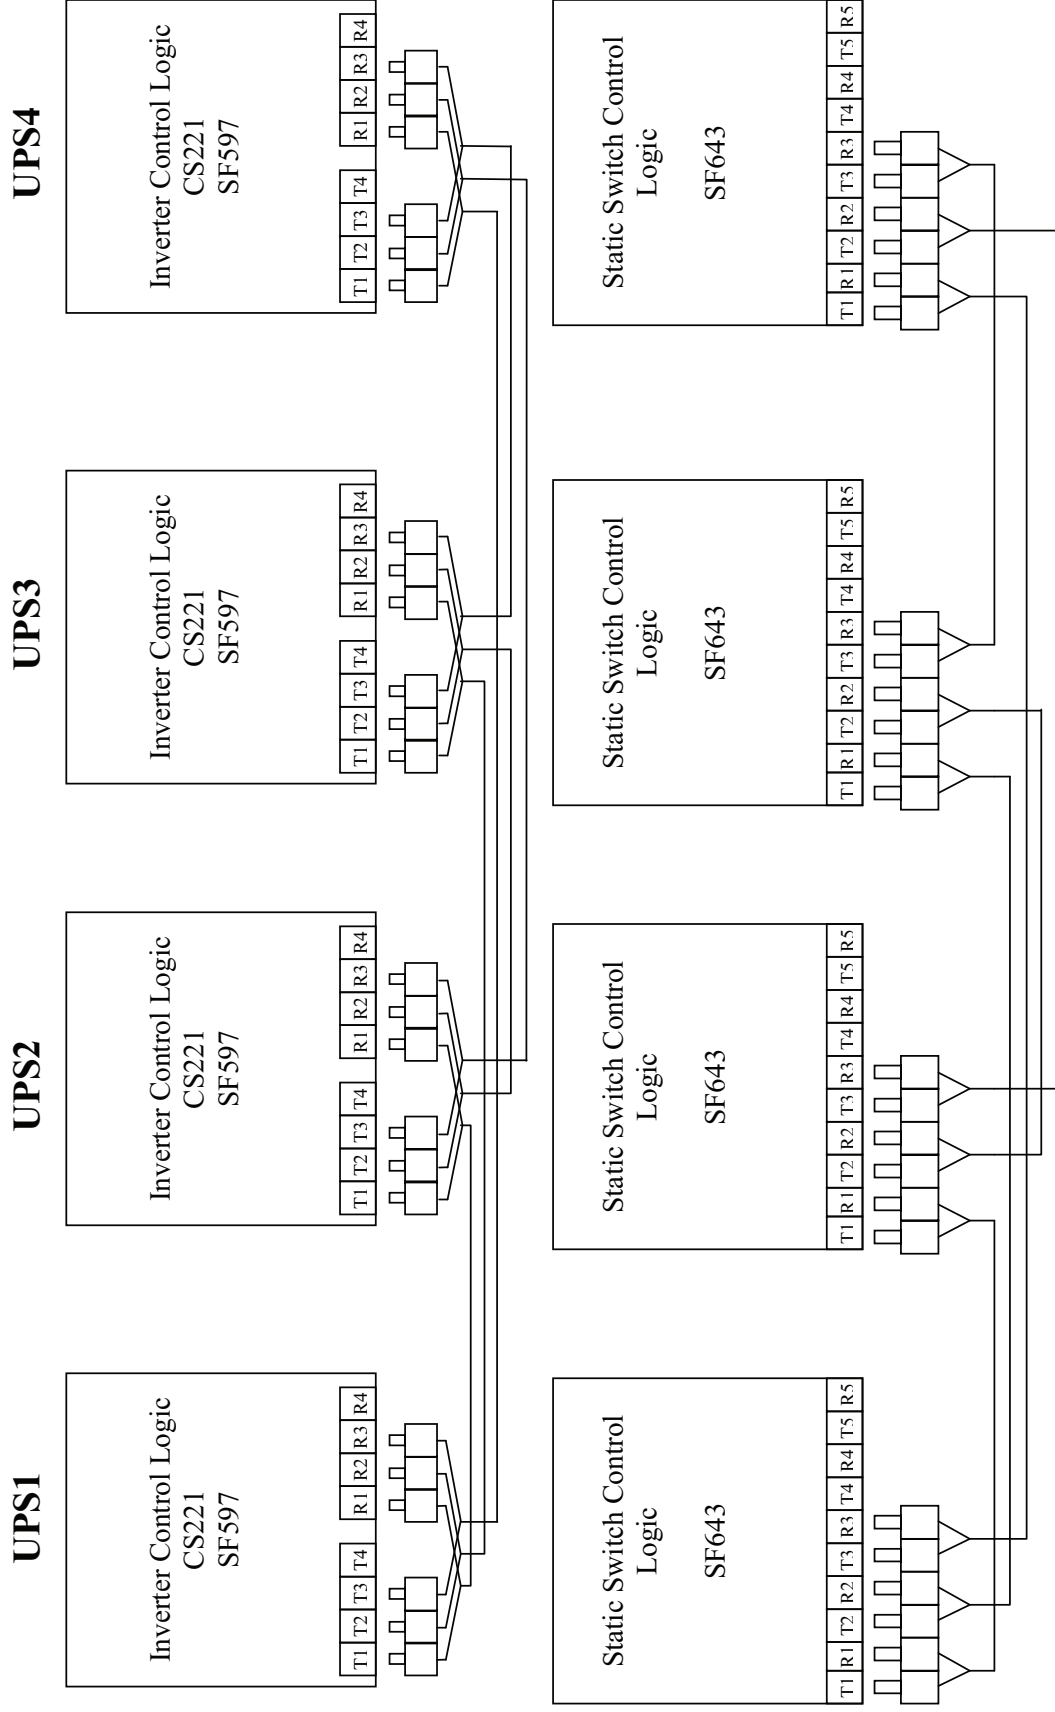 UPS1
UPS2
UPS3
UPS4
Inverter Control Logic
CS221
SF597
T1 T2 T3 T4 R1 R2 R3 R4
Inverter Control Logic
CS221
SF597
T1 T2 T3 T4 R1 R2 R3 R4
Inverter Control Logic
CS221
SF597
T1 T2 T3 T4 R1 R2 R3 R4
Inverter Control Logic
CS221
SF597
T1 T2 T3 T4 R1 R2 R3 R4
Static Switch Control
Logic
SF643
T1 R1 T2 R2 T3 R3 T4 R4 T5 R5
Static Switch Control
Logic
SF643
T1 R1 T2 R2 T3 R3 T4 R4 T5 R5
Static Switch Control
Logic
SF643
T1 R1 T2 R2 T3 R3 T4 R4 T5 R5
Static Switch Control
Logic
SF643
T1 R1 T2 R2 T3 R3 T4 R4 T5 R5